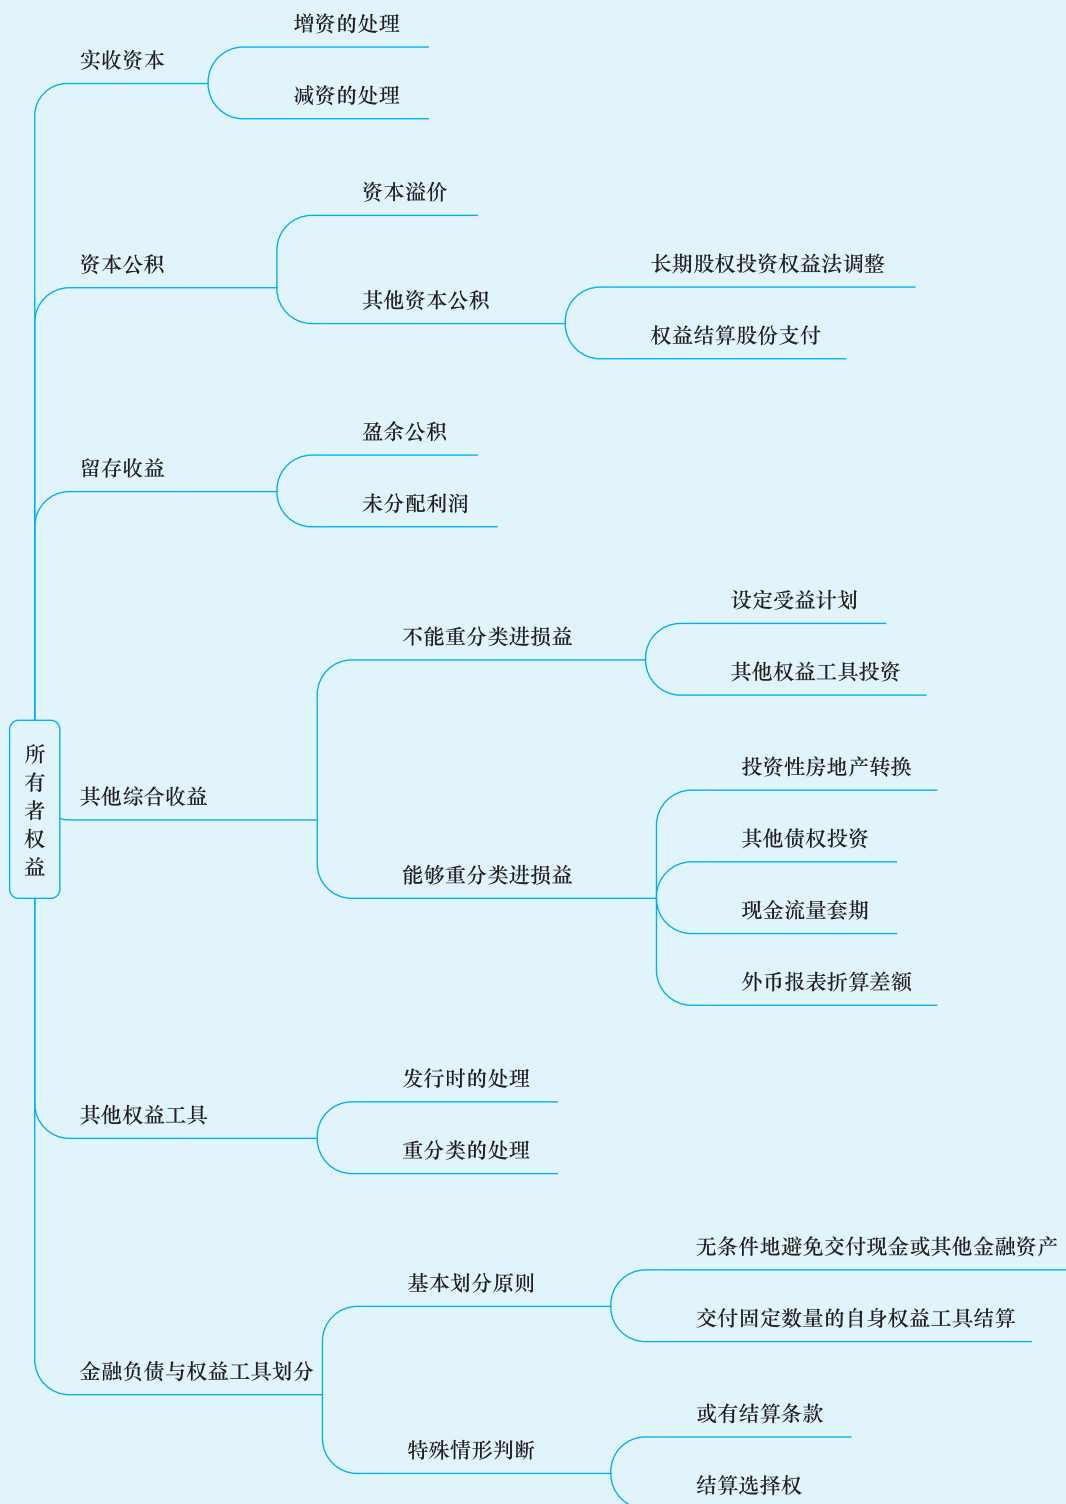 所有者权益
实收资本
增资的处理
减资的处理
资本公积
资本溢价
其他资本公积
长期股权投资权益法调整
权益结算股份支付
留存收益
盈余公积
未分配利润
其他综合收益
不能重分类进损益
设定受益计划
其他权益工具投资
能够重分类进损益
投资性房地产转换
其他债权投资
现金流量套期
外币报表折算差额
其他权益工具
发行时的处理
重分类的处理
金融负债与权益工具划分
基本划分原则
无条件地避免交付现金或其他金融资产
交付固定数量的自身权益工具结算
特殊情形判断
或有结算条款
结算选择权